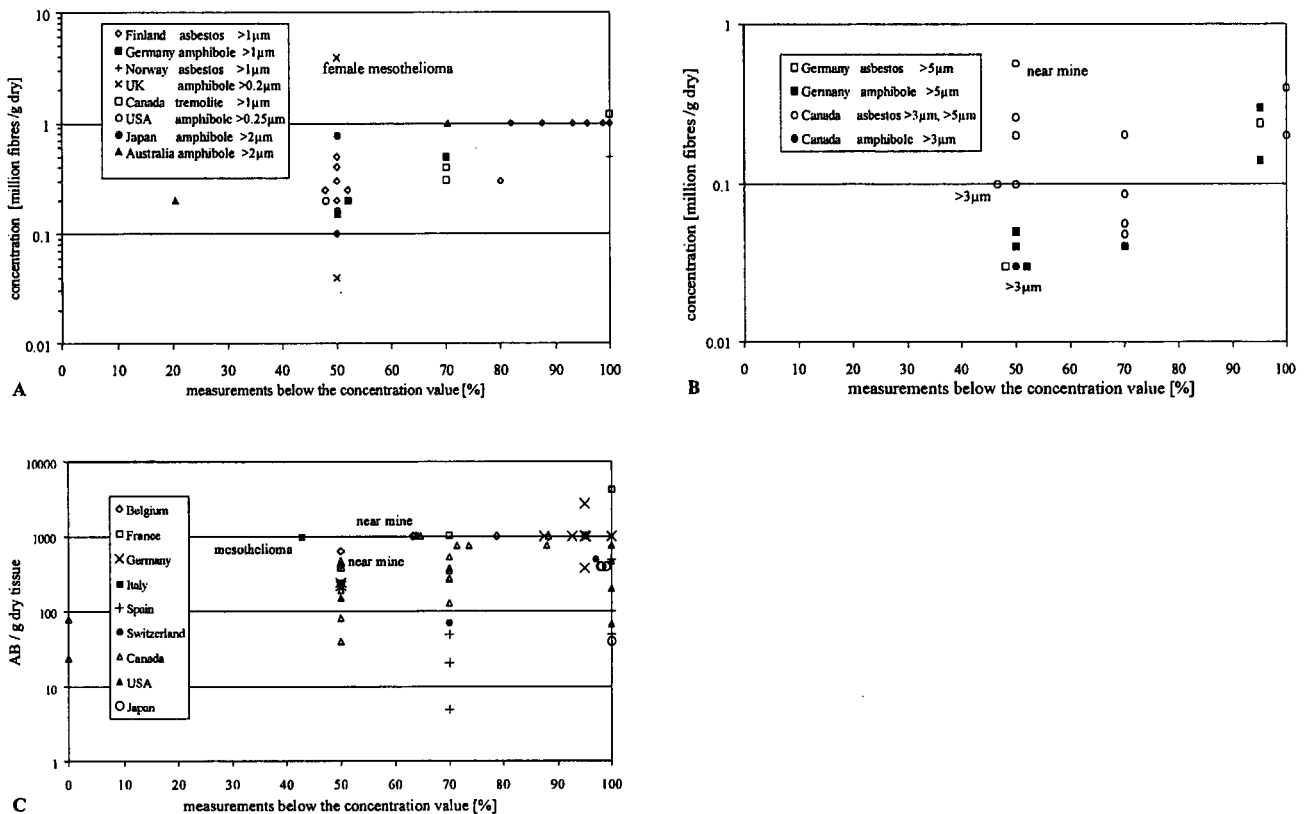 10
1
0.1
0.01
concentration [million fibres /g dry]
Finland asbestos >1µm
Germany amphibole >1µm
Norway asbestos >1µm
UK amphibole >0.2µm
Canada tremolite >1µm
USA amphibole >0.25µm
Japan amphibole >2µm
Australia amphibole >2µm
female mesothelioma
0 10 20 30 40 50 60 70 80 90 100
measurements below the concentration value [%]
A
1
0.1
0.01
concentration [million fibres /g dry]
Germany asbestos >5µm
Germany amphibole >5µm
Canada asbestos >3µm, >5µm
Canada amphibole >3µm
near mine
>3µm
>3µm
0 10 20 30 40 50 60 70 80 90 100
measurements below the concentration value [%]
B
10000
1000
100
10
1
AB / g dry tissue
Belgium
France
Germany
Italy
Spain
Switzerland
Canada
USA
Japan
near mine
mesothelioma
near mine
0 10 20 30 40 50 60 70 80 90 100
measurements below the concentration value [%]
C